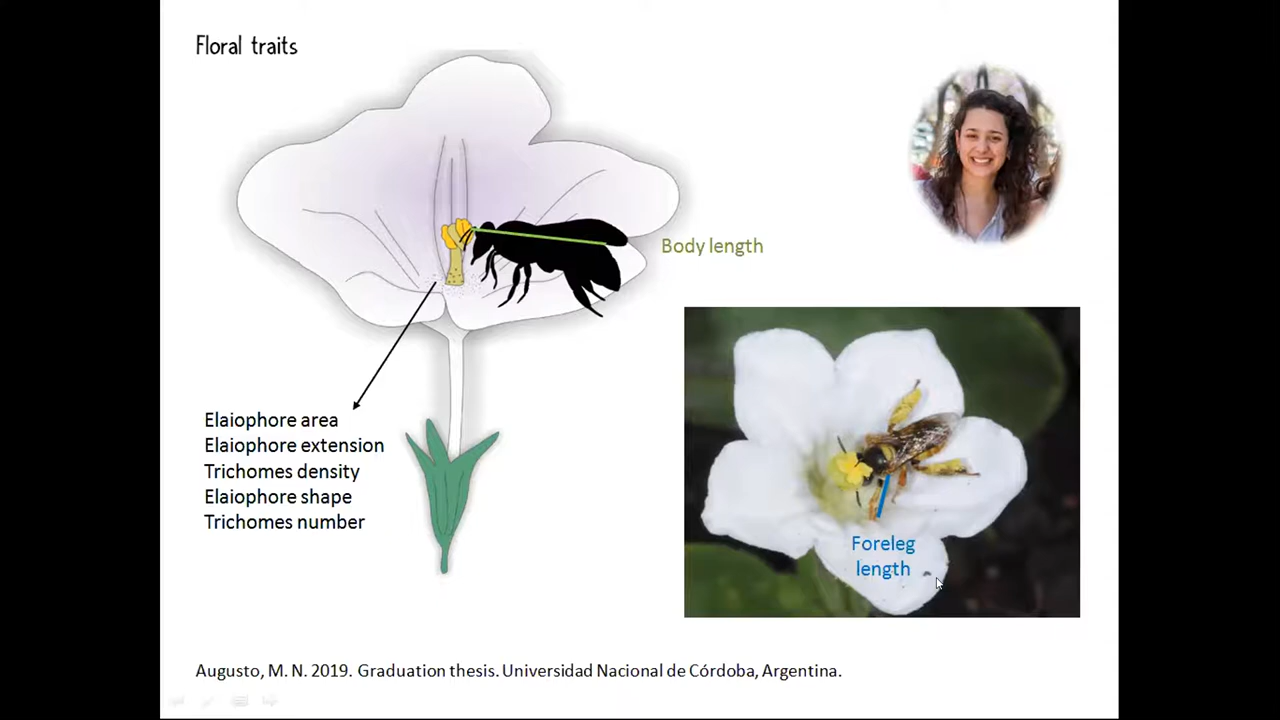 Floral traits
Body length
Elaiophore area
Elaiophore extension
Trichomes density
Elaiophore shape
Trichomes number
Foreleg
length
Augusto, M. N. 2019. Graduation thesis. Universidad Nacional de Córdoba, Argentina.